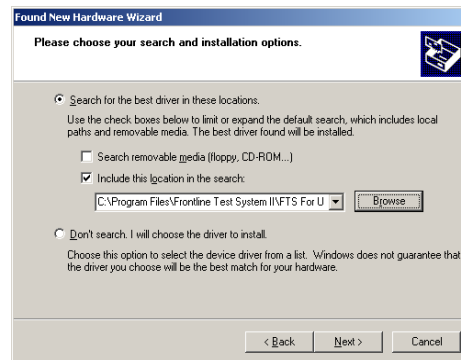 Found New Hardware Wizard
Please choose your search and installation options.
Search for the best driver in these locations.
Use the check boxes below to limit or expand the default search, which includes local
paths and removable media. The best driver found will be installed.
Search removable media (floppy, CD-ROM...)
Include this location in the search:
C:\Program Files\Frontline Test System II\FTS For U
Browse
Don't search. I will choose the driver to install.
Choose this option to select the device driver from a list. Windows does not guarantee that
the driver you choose will be the best match for your hardware.
< Back Next > Cancel